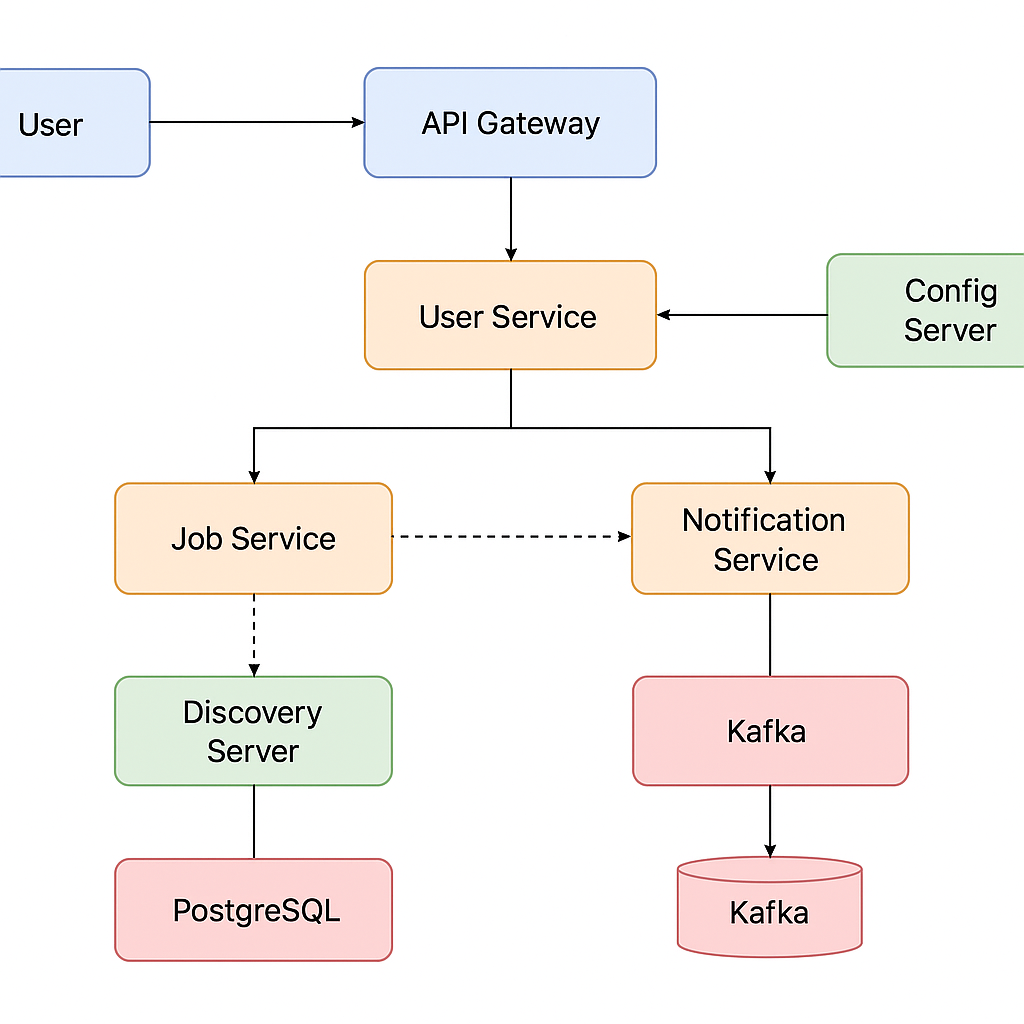 User
API Gateway
User Service
Config
Server
Job Service
Notification
Service
Discovery
Server
Kafka
PostgreSQL
Kafka